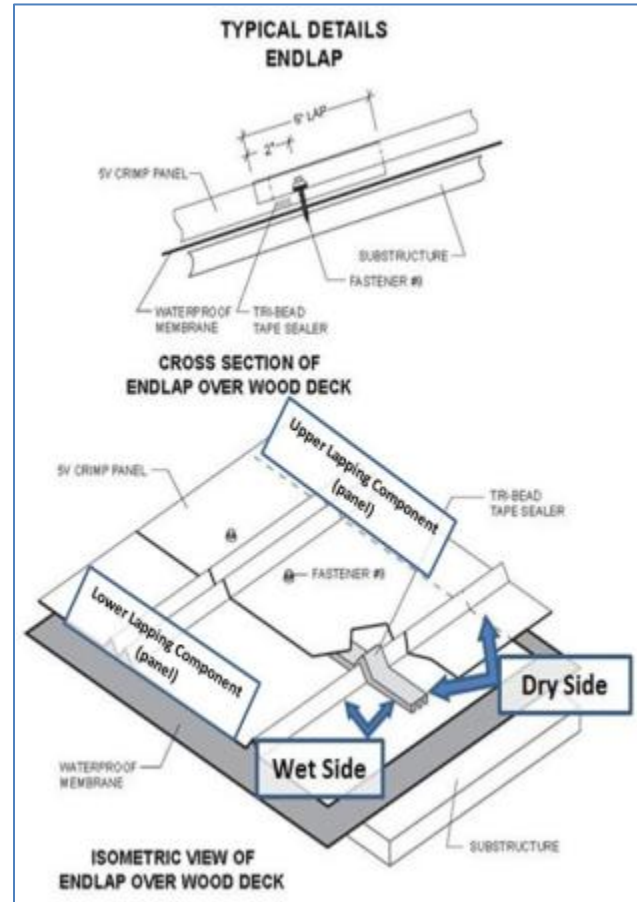 TYPICAL DETAILS
ENDLAP
6" LAP
2"
5V CRIMP PANEL
SUBSTRUCTURE
FASTENER #9
WATERPROOF
MEMBRANE
TRI-BEAD
TAPE SEALER
CROSS SECTION OF
ENDLAP OVER WOOD DECK
Upper Lapping Component
(panel)
5V CRIMP PANEL
TRI-BEAD
TAPE SEALER
FASTENER #9
Lower Lapping Component
(panel)
Dry Side
Wet Side
WATERPROOF
MEMBRANE
SUBSTRUCTURE
ISOMETRIC VIEW OF
ENDLAP OVER WOOD DECK